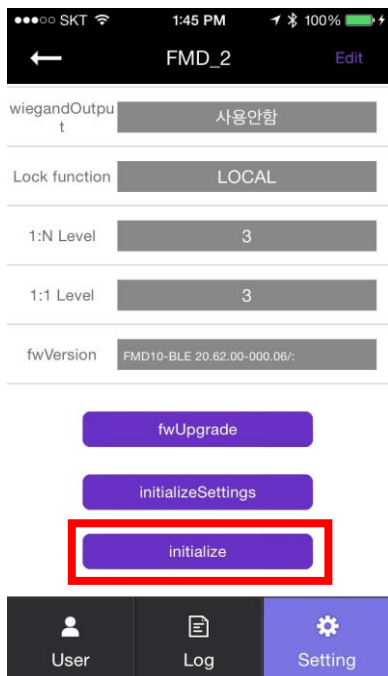 SKT 1:45 PM 100%
FMD_2 Edit
wiegandOutpu
t
사용안함
Lock function LOCAL
1:N Level 3
1:1 Level 3
fwVersion FMD10-BLE 20.62.00-000.06/:
fwUpgrade
initializeSettings
initialize
User Log Setting